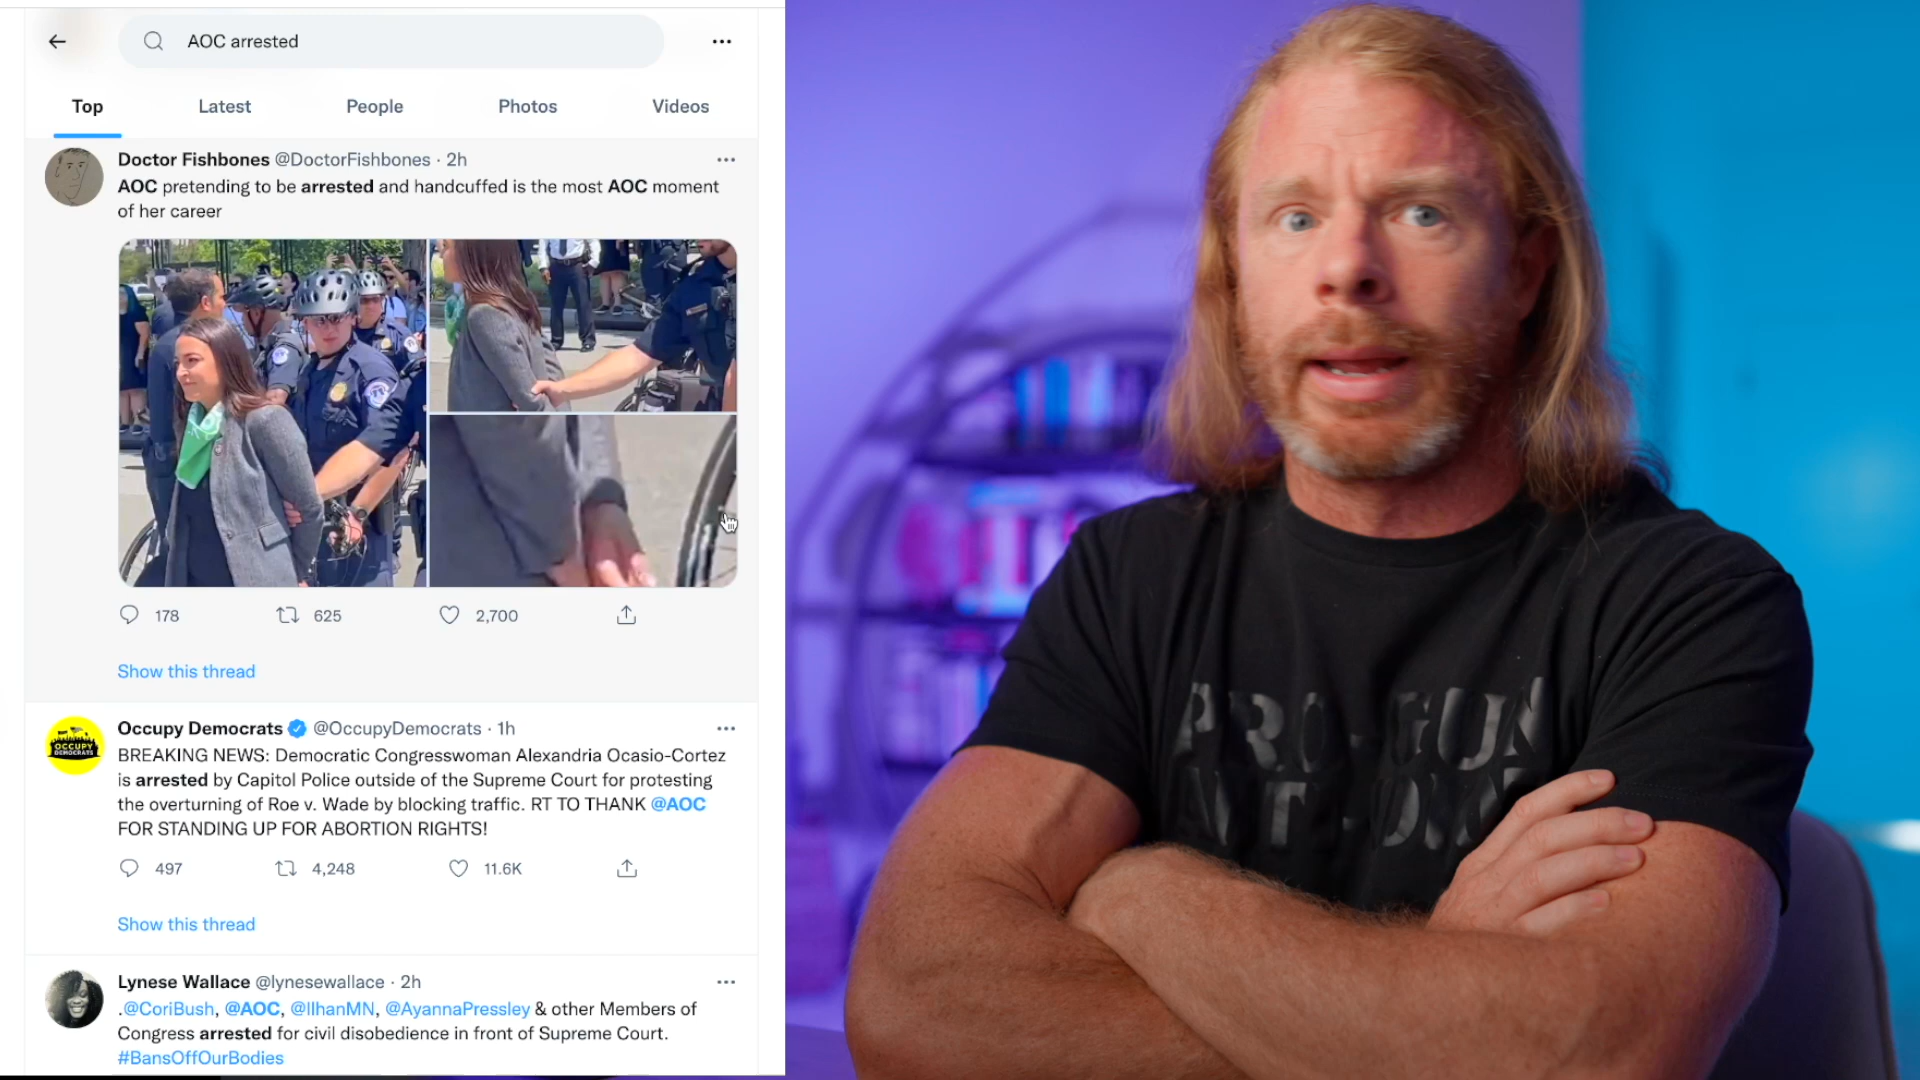 AOC arrested
Top
Latest
People
Photos
Videos
Doctor Fishbones @DoctorFishbones · 2h
AOC pretending to be arrested and handcuffed is the most AOC moment
of her career
178
625
2,700
Show this thread
OCCUPY
DEMOCRATS
Occupy Democrats @OccupyDemocrats · 1h
BREAKING NEWS: Democratic Congresswoman Alexandria Ocasio-Cortez
is arrested by Capitol Police outside of the Supreme Court for protesting
the overturning of Roe v. Wade by blocking traffic. RT TO THANK @AOC
FOR STANDING UP FOR ABORTION RIGHTS!
497
4,248
11.6K
Show this thread
Lynese Wallace @lynesewallace · 2h
.@CoriBush, @AOC, @IlhanMN, @AyannaPressley & other Members of
Congress arrested for civil disobedience in front of Supreme Court.
#BansOffOurBodies
PRO-GUN